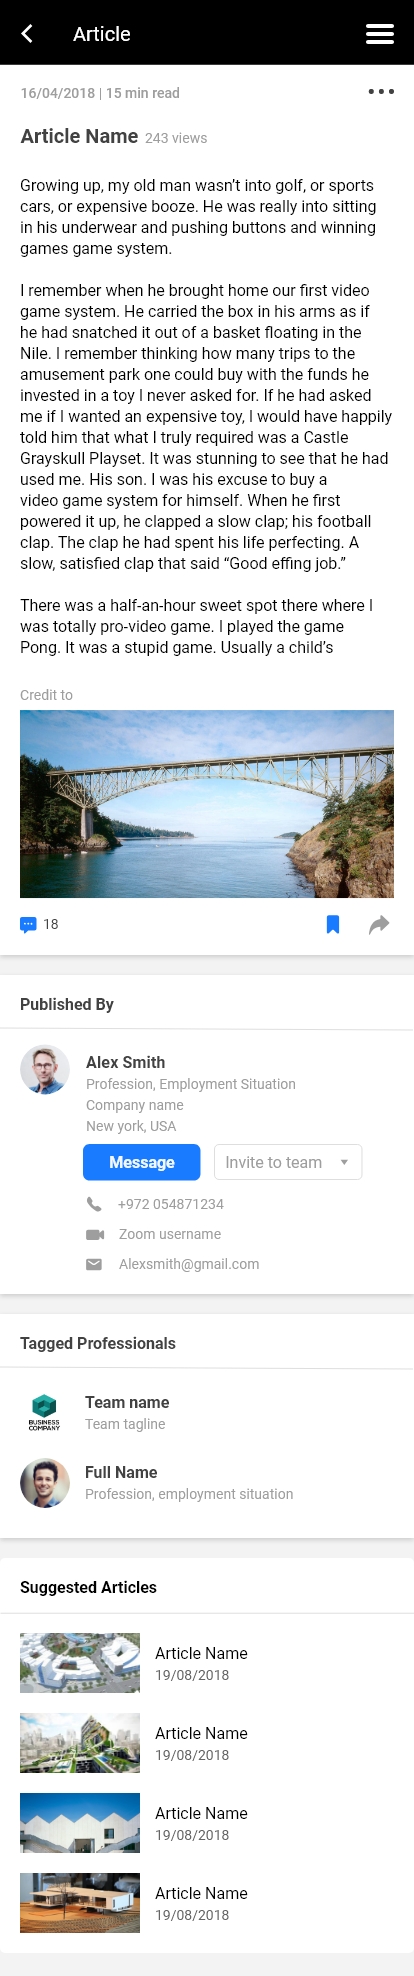 Article
16/04/2018 | 15 min read
Article Name 243 views
Growing up, my old man wasn’t into golf, or sports
cars, or expensive booze. He was really into sitting
in his underwear and pushing buttons and winning
games game system.
I remember when he brought home our first video
game system. He carried the box in his arms as if
he had snatched it out of a basket floating in the
Nile. I remember thinking how many trips to the
amusement park one could buy with the funds he
invested in a toy I never asked for. If he had asked
me if I wanted an expensive toy, I would have happily
told him that what I truly required was a Castle
Grayskull Playset. It was stunning to see that he had
used me. His son. I was his excuse to buy a
video game system for himself. When he first
powered it up, he clapped a slow clap; his football
clap. The clap he had spent his life perfecting. A
slow, satisfied clap that said “Good effing job.”
There was a half-an-hour sweet spot there where I
was totally pro-video game. I played the game
Pong. It was a stupid game. Usually a child’s
Credit to
18
Published By
Alex Smith
Profession, Employment Situation
Company name
New york, USA
Message
Invite to team
+972 054871234
Zoom username
Alexsmith@gmail.com
Tagged Professionals
BUSINESS
COMPANY
Team name
Team tagline
Full Name
Profession, employment situation
Suggested Articles
Article Name
19/08/2018
Article Name
19/08/2018
Article Name
19/08/2018
Article Name
19/08/2018